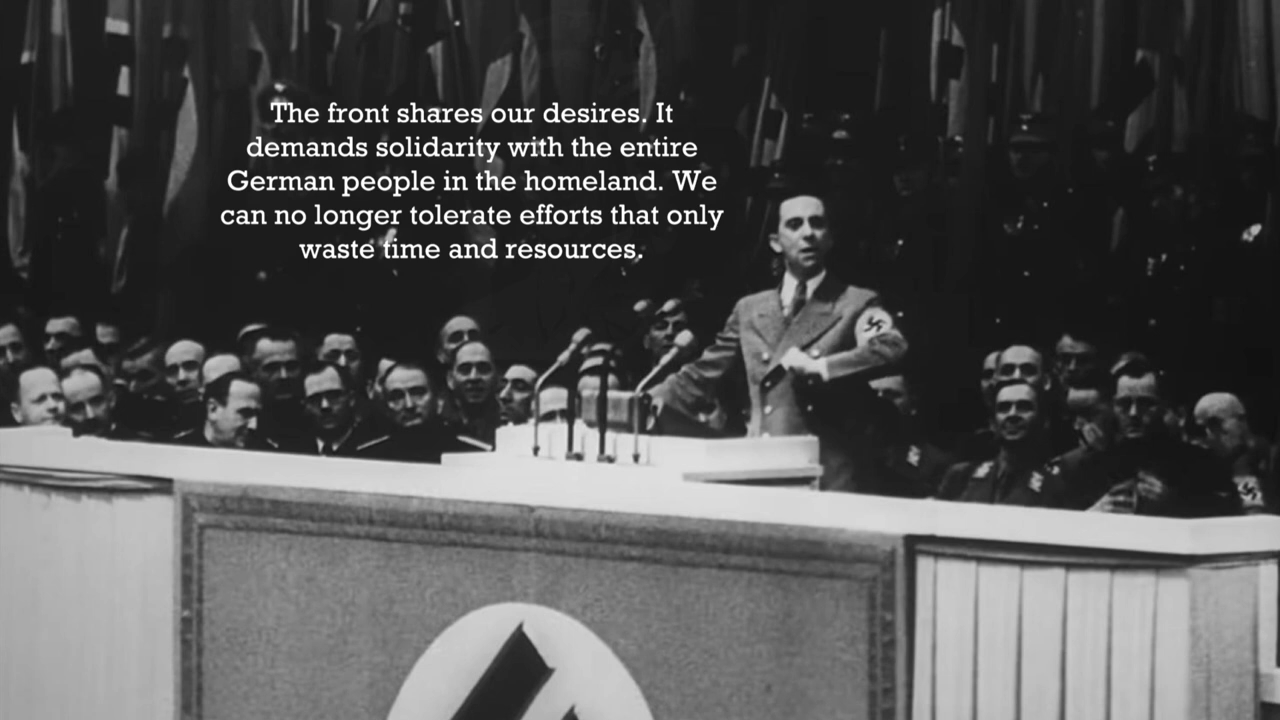 The front shares our desires. It
demands solidarity with the entire
German people in the homeland. We
can no longer tolerate efforts that only
waste time and resources.